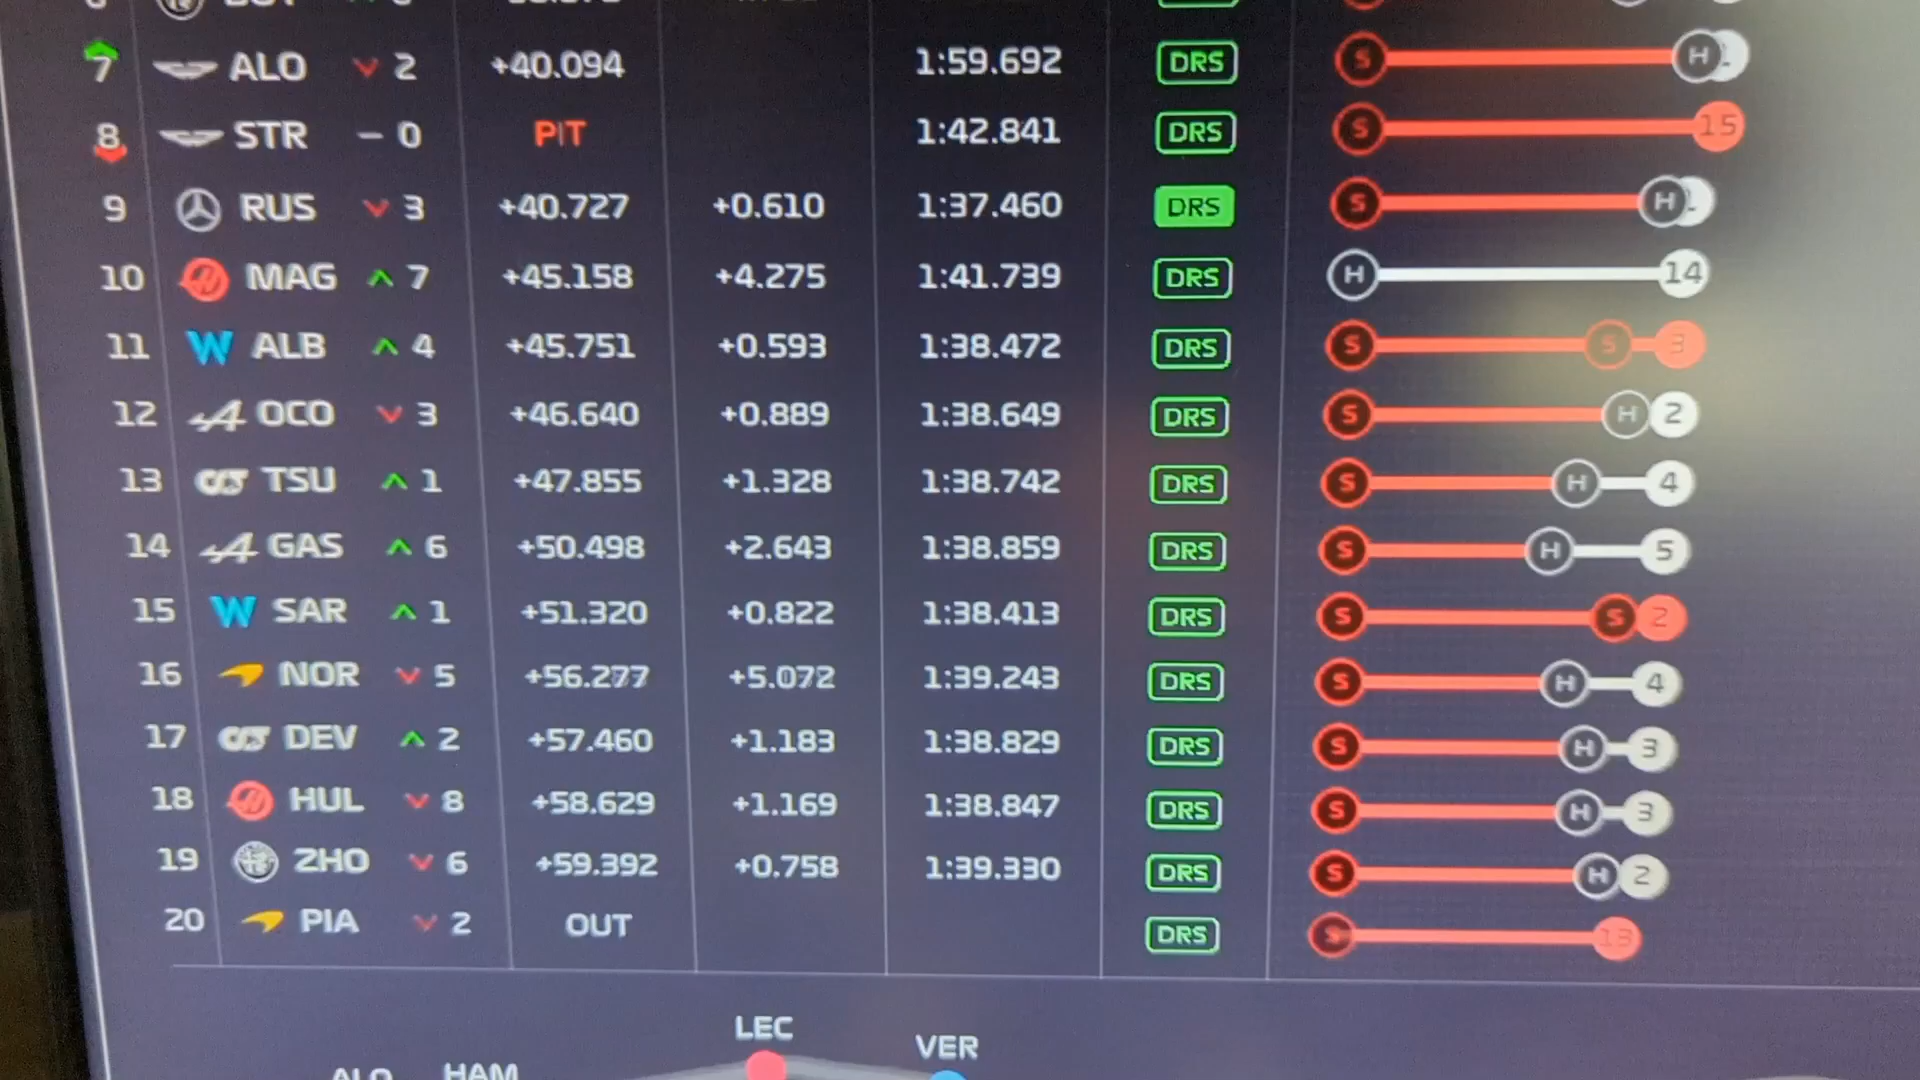 7 ALO 2 +40.094 1:59.692 DRS S H
8 STR – 0 PIT 1:42.841 DRS S 15
9 RUS 3 +40.727 +0.610 1:37.460 DRS S H
10 MAG 7 +45.158 +4.275 1:41.739 DRS H 14
11 W ALB 4 +45.751 +0.593 1:38.472 DRS S S 3
12 OCO 3 +46.640 +0.889 1:38.649 DRS S H 2
13 TSU 1 +47.855 +1.328 1:38.742 DRS S H 4
14 GAS 6 +50.498 +2.643 1:38.859 DRS S H 5
15 W SAR 1 +51.320 +0.822 1:38.413 DRS S S 2
16 NOR 5 +56.277 +5.072 1:39.243 DRS S H 4
17 DEV 2 +57.460 +1.183 1:38.829 DRS S H 3
18 HUL 8 +58.629 +1.169 1:38.847 DRS S H 3
19 ZHO 6 +59.392 +0.758 1:39.330 DRS S H 2
20 PIA 2 OUT DRS S 13
LEC
VER
ALO HAM